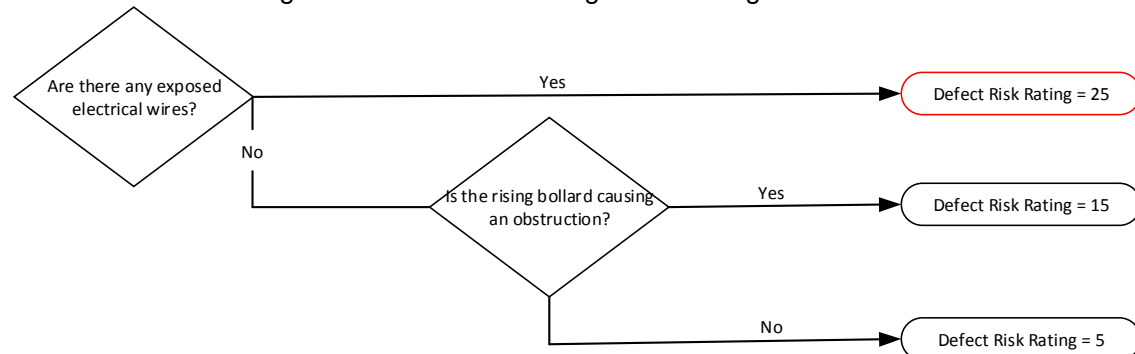 Are there any exposed
electrical wires?
Yes
Defect Risk Rating = 25
No
Is the rising bollard causing
an obstruction?
Yes
Defect Risk Rating = 15
No
Defect Risk Rating = 5